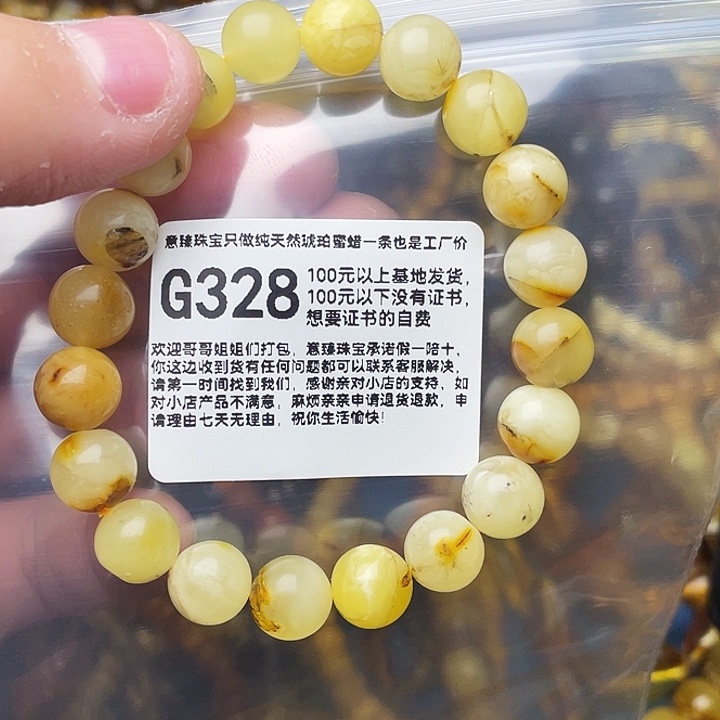 意臻珠宝只做纯天然琥珀蜜蜡一条也是工厂价
G328
100元以上基地发货，
100元以下没有证书，
想要证书的自费
欢迎哥哥姐姐们打包，意臻珠宝承诺假一赔十，
你这边收到货有任何问题都可以联系客服解决，
请第一时间找到我们，感谢亲对小店的支持，如
对小店产品不满意，麻烦亲亲申请退货退款，申
请理由七天无理由，祝你生活愉快！